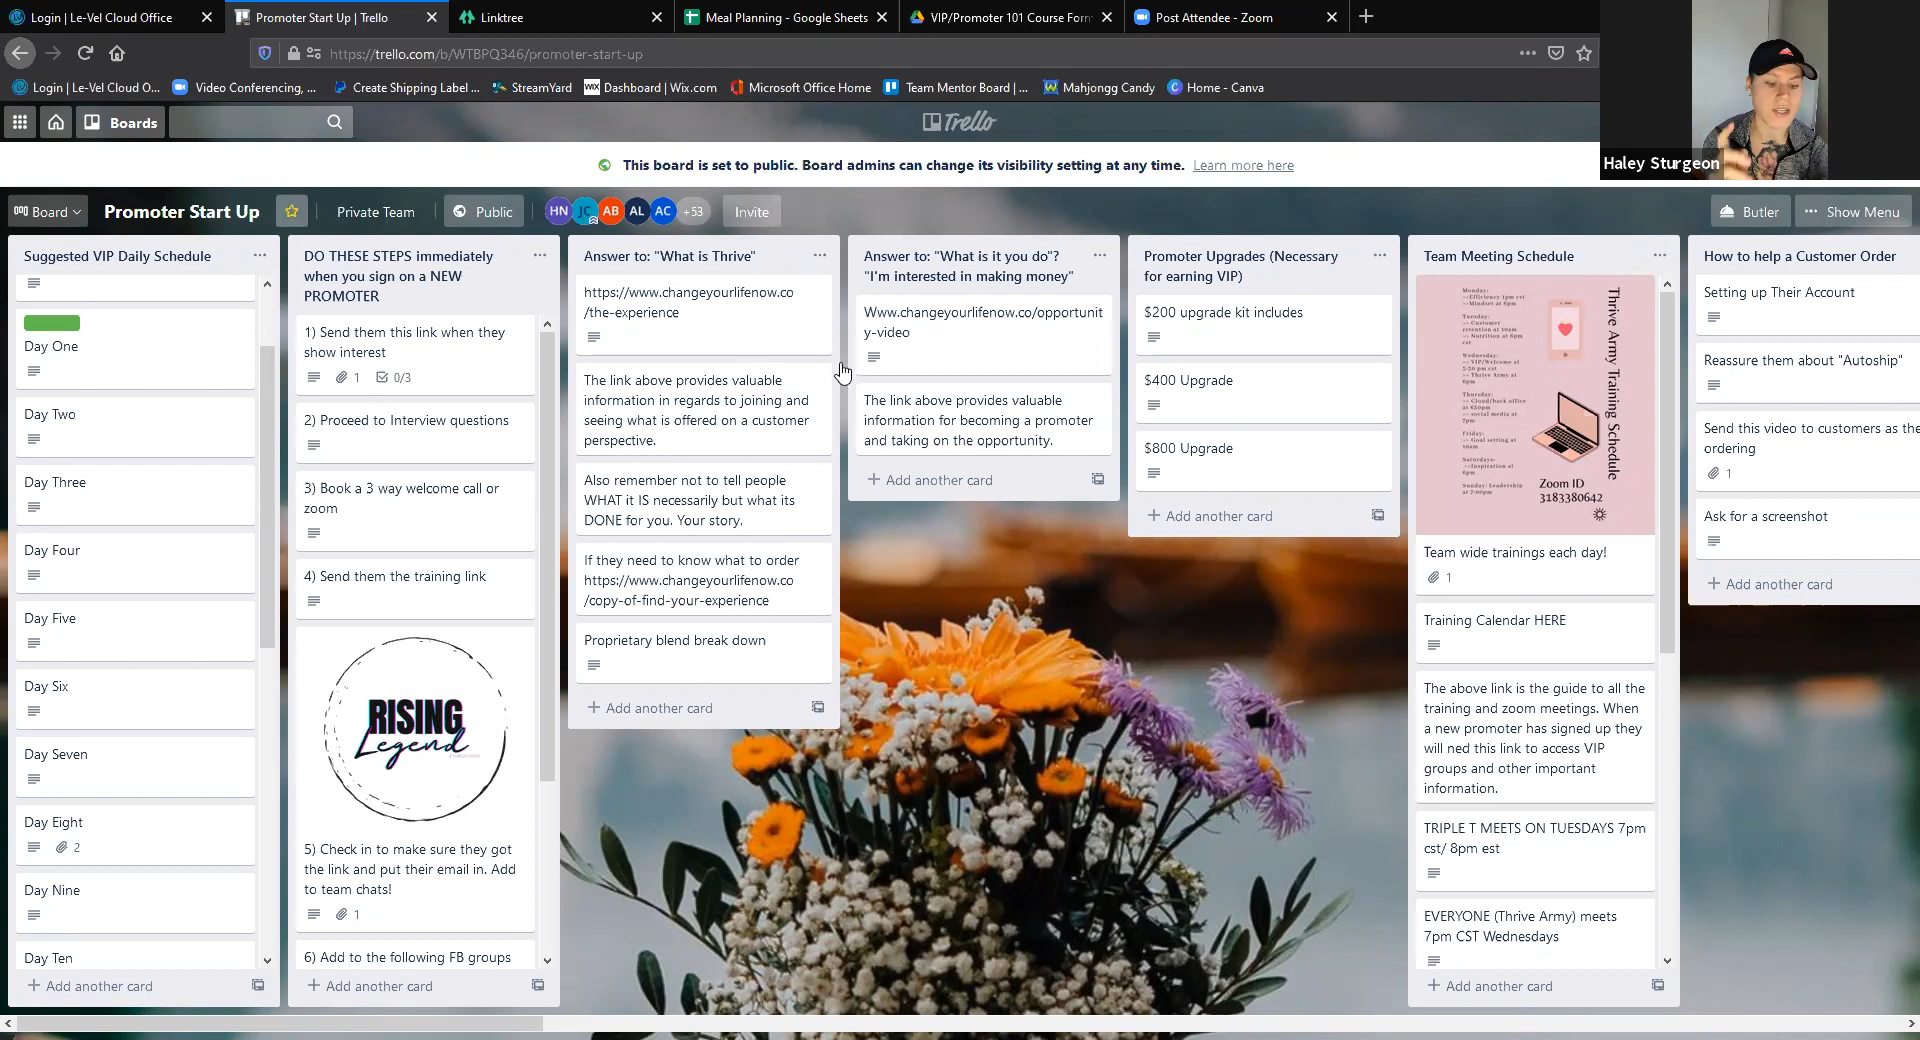 Login | Le-Vel Cloud Office
Promoter Start Up | Trello
Linktree
Meal Planning - Google Sheets
VIP/Promoter 101 Course Form
Post Attendee - Zoom
https://trello.com/b/WTBPQ346/promoter-start-up
Login | Le-Vel Cloud O...
Video Conferencing, ...
Create Shipping Label ...
StreamYard
WIX Dashboard | Wix.com
Microsoft Office Home
Team Mentor Board | ...
Mahjongg Candy
Home - Canva
Boards
Trello
Haley Sturgeon
This board is set to public. Board admins can change its visibility setting at any time. Learn more here
Board
Promoter Start Up
Private Team
Public
HN
JC
AB
AL
AC
+53
Invite
Butler
Show Menu
Suggested VIP Daily Schedule
Day One
Day Two
Day Three
Day Four
Day Five
Day Six
Day Seven
Day Eight
2
Day Nine
Day Ten
+ Add another card
DO THESE STEPS immediately
when you sign on a NEW
PROMOTER
1) Send them this link when they
show interest
1
0/3
2) Proceed to Interview questions
3) Book a 3 way welcome call or
zoom
4) Send them the training link
RISING
Legend
5) Check in to make sure they got
the link and put their email in. Add
to team chats!
1
6) Add to the following FB groups
+ Add another card
Answer to: "What is Thrive"
https://www.changeyourlifenow.co
/the-experience
The link above provides valuable
information in regards to joining and
seeing what is offered on a customer
perspective.
Also remember not to tell people
WHAT it IS necessarily but what its
DONE for you. Your story.
If they need to know what to order
https://www.changeyourlifenow.co
/copy-of-find-your-experience
Proprietary blend break down
+ Add another card
Answer to: "What is it you do"?
"I'm interested in making money"
Www.changeyourlifenow.co/opportunit
y-video
The link above provides valuable
information for becoming a promoter
and taking on the opportunity.
+ Add another card
Promoter Upgrades (Necessary
for earning VIP)
$200 upgrade kit includes
$400 Upgrade
$800 Upgrade
+ Add another card
Team Meeting Schedule
Thrive Army Training Schedule
Monday:
Tuesday:
Wednesday:
Thursday:
Friday:
Saturday:
Sunday: Leadership
Zoom ID
3183380642
Team wide trainings each day!
1
Training Calendar HERE
The above link is the guide to all the
training and zoom meetings. When
a new promoter has signed up they
will ned this link to access VIP
groups and other important
information.
TRIPLE T MEETS ON TUESDAYS 7pm
cst/ 8pm est
EVERYONE (Thrive Army) meets
7pm CST Wednesdays
+ Add another card
How to help a Customer Order
Setting up Their Account
Reassure them about "Autoship"
Send this video to customers as the
ordering
1
Ask for a screenshot
+ Add another card